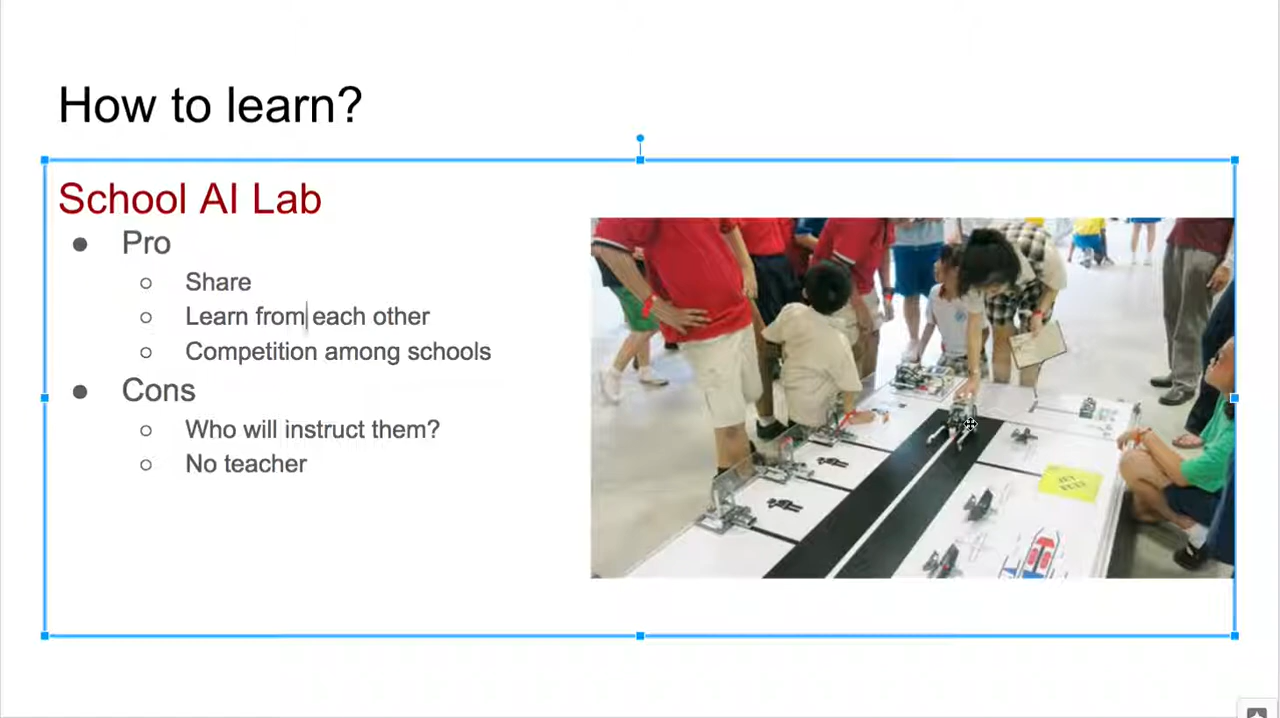 How to learn?
School AI Lab
Pro
Share
Learn from each other
Competition among schools
Cons
Who will instruct them?
No teacher